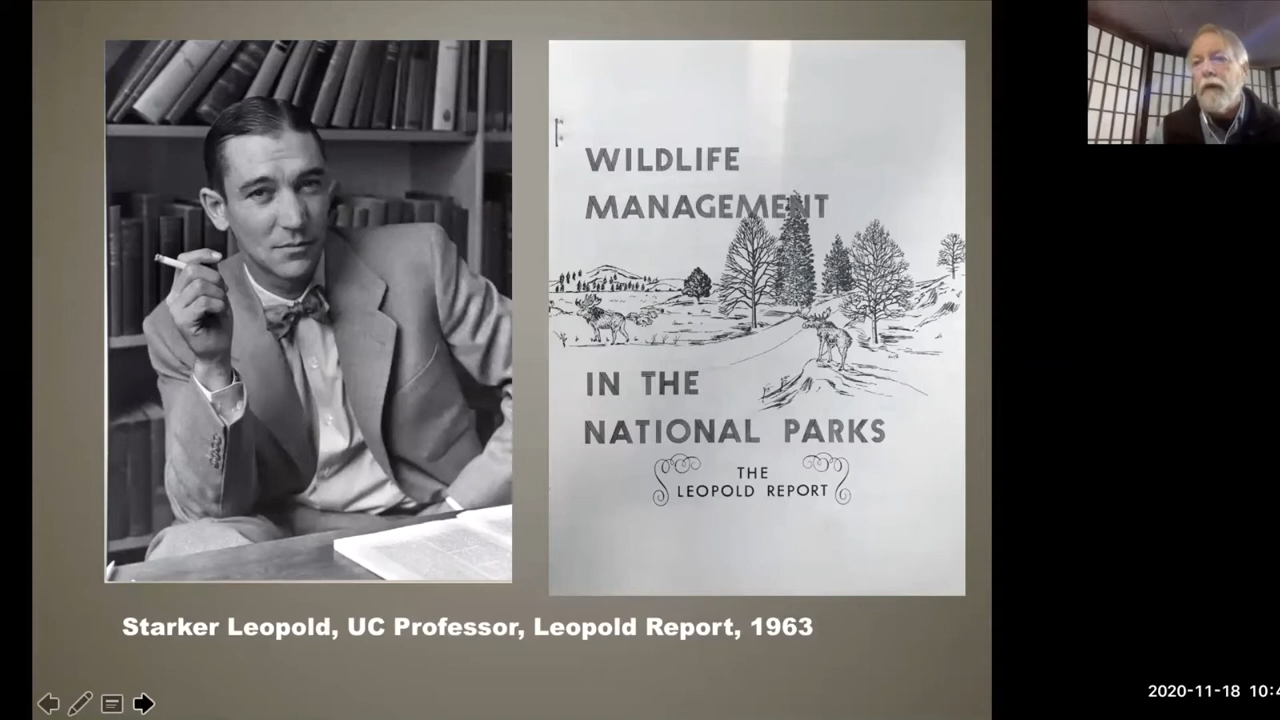 WILDLIFE
MANAGEMENT
IN THE
NATIONAL PARKS
THE
LEOPOLD REPORT
Starker Leopold, UC Professor, Leopold Report, 1963
2020-11-18 10:4